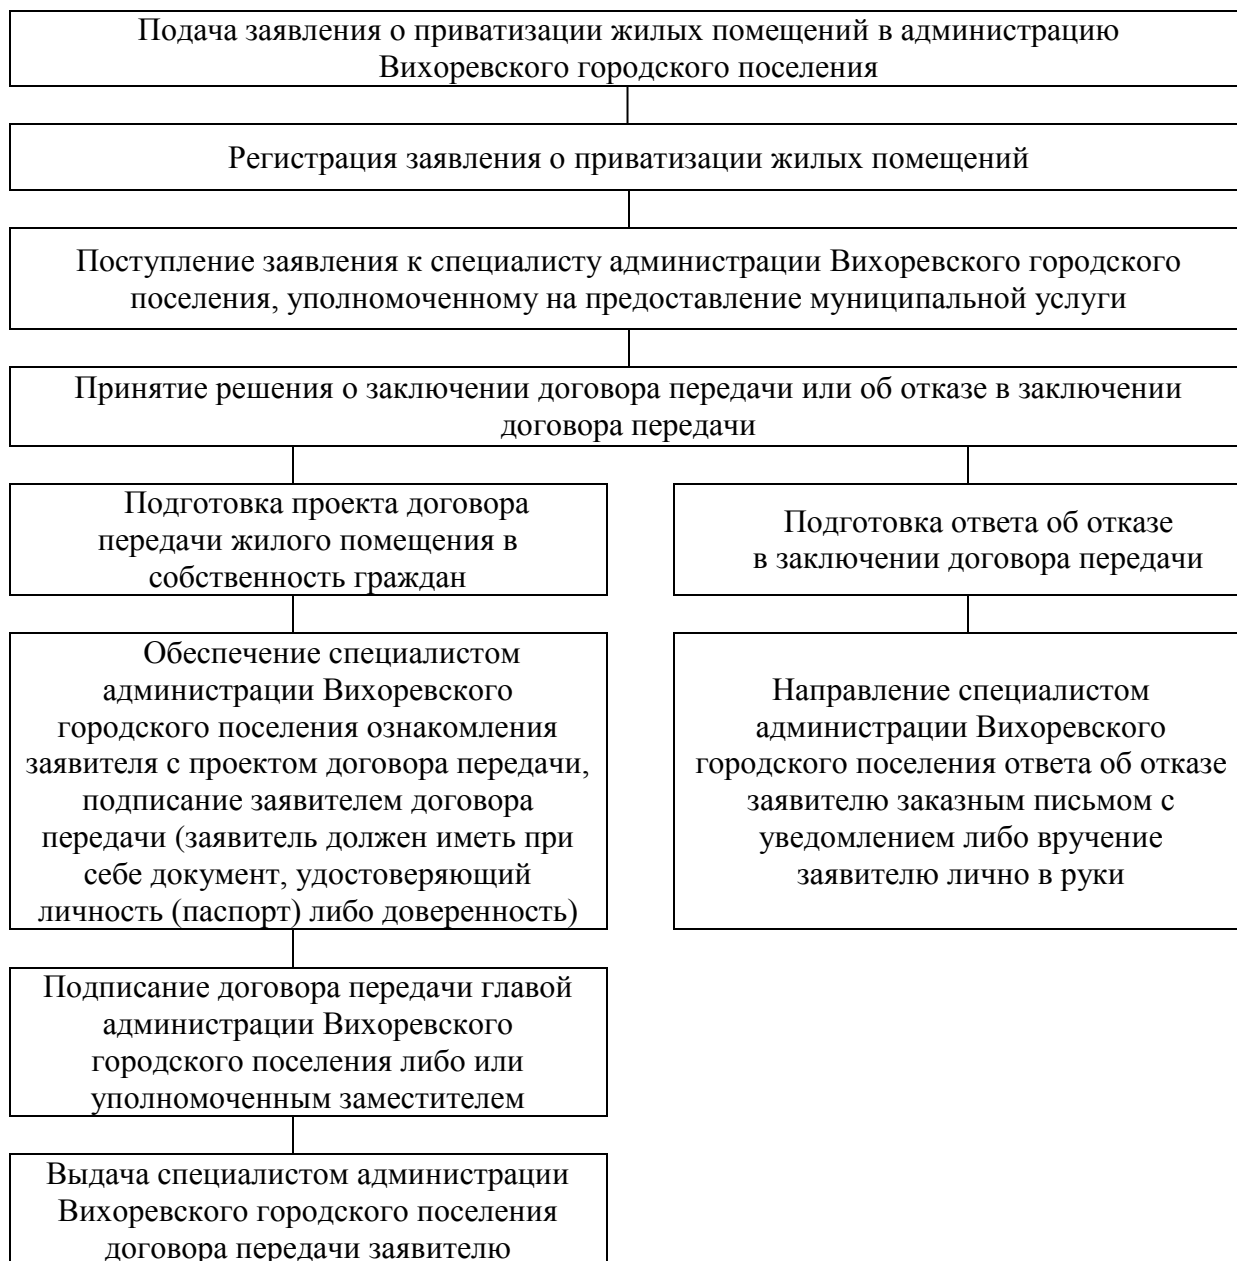 Подача заявления о приватизации жилых помещений в администрацию
Вихоревского городского поселения
Регистрация заявления о приватизации жилых помещений
Поступление заявления к специалисту администрации Вихоревского городского
поселения, уполномоченному на предоставление муниципальной услуги
Принятие решения о заключении договора передачи или об отказе в заключении
договора передачи
Подготовка проекта договора
передачи жилого помещения в
собственность граждан
Подготовка ответа об отказе
в заключении договора передачи
Обеспечение специалистом
администрации Вихоревского
городского поселения ознакомления
заявителя с проектом договора передачи,
подписание заявителем договора
передачи (заявитель должен иметь при
себе документ, удостоверяющий
личность (паспорт) либо доверенность)
Направление специалистом
администрации Вихоревского
городского поселения ответа об отказе
заявителю заказным письмом с
уведомлением либо вручение
заявителю лично в руки
Подписание договора передачи главой
администрации Вихоревского
городского поселения либо или
уполномоченным заместителем
Выдача специалистом администрации
Вихоревского городского поселения
договора передачи заявителю